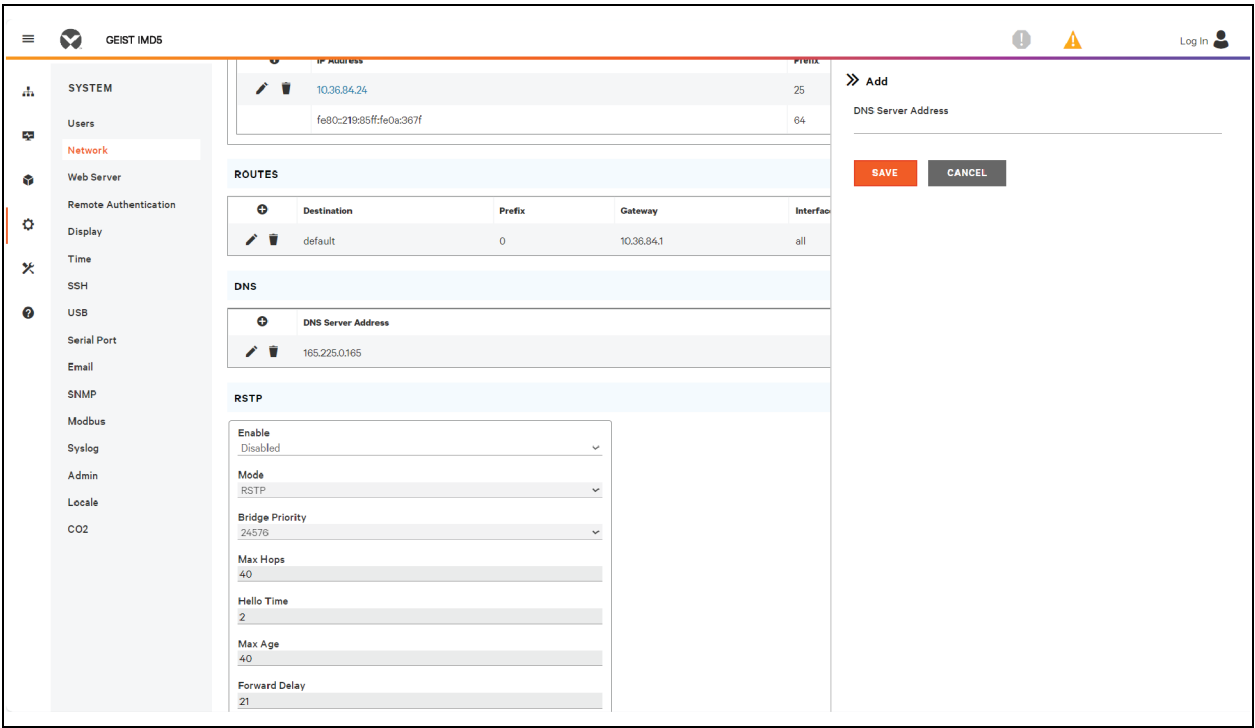 GEIST IMD5
Log In
SYSTEM
Users
Network
Web Server
Remote Authentication
Display
Time
SSH
USB
Serial Port
Email
SNMP
Modbus
Syslog
Admin
Locale
CO2
IP Address Prefix
10.36.84.24 25
fe80::219:85ff:fe0a:367f 64
ROUTES
Destination Prefix Gateway Interfac
default 0 10.36.84.1 all
DNS
DNS Server Address
165.225.0.165
RSTP
Enable
Disabled
Mode
RSTP
Bridge Priority
24576
Max Hops
40
Hello Time
2
Max Age
40
Forward Delay
21
Add
DNS Server Address
SAVE CANCEL